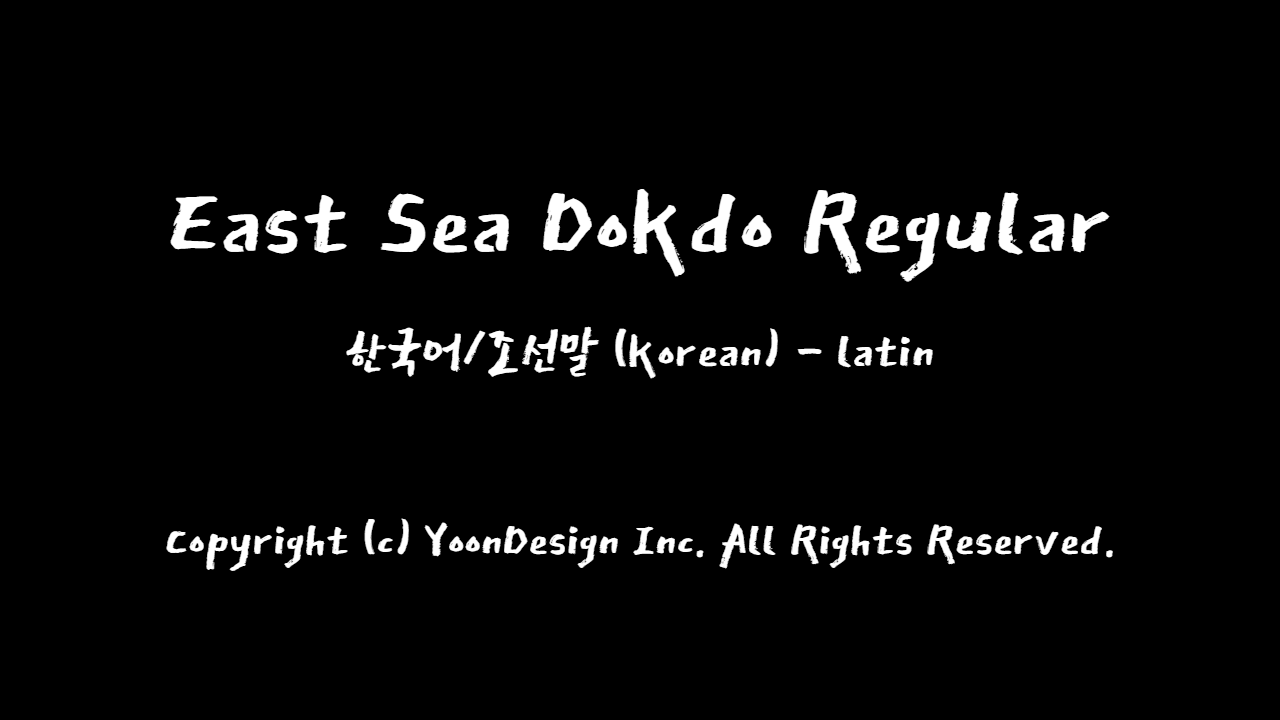 East Sea Dokdo Regular
한국어/조선말 (Korean) - latin
Copyright (c) YoonDesign Inc. All Rights Reserved.